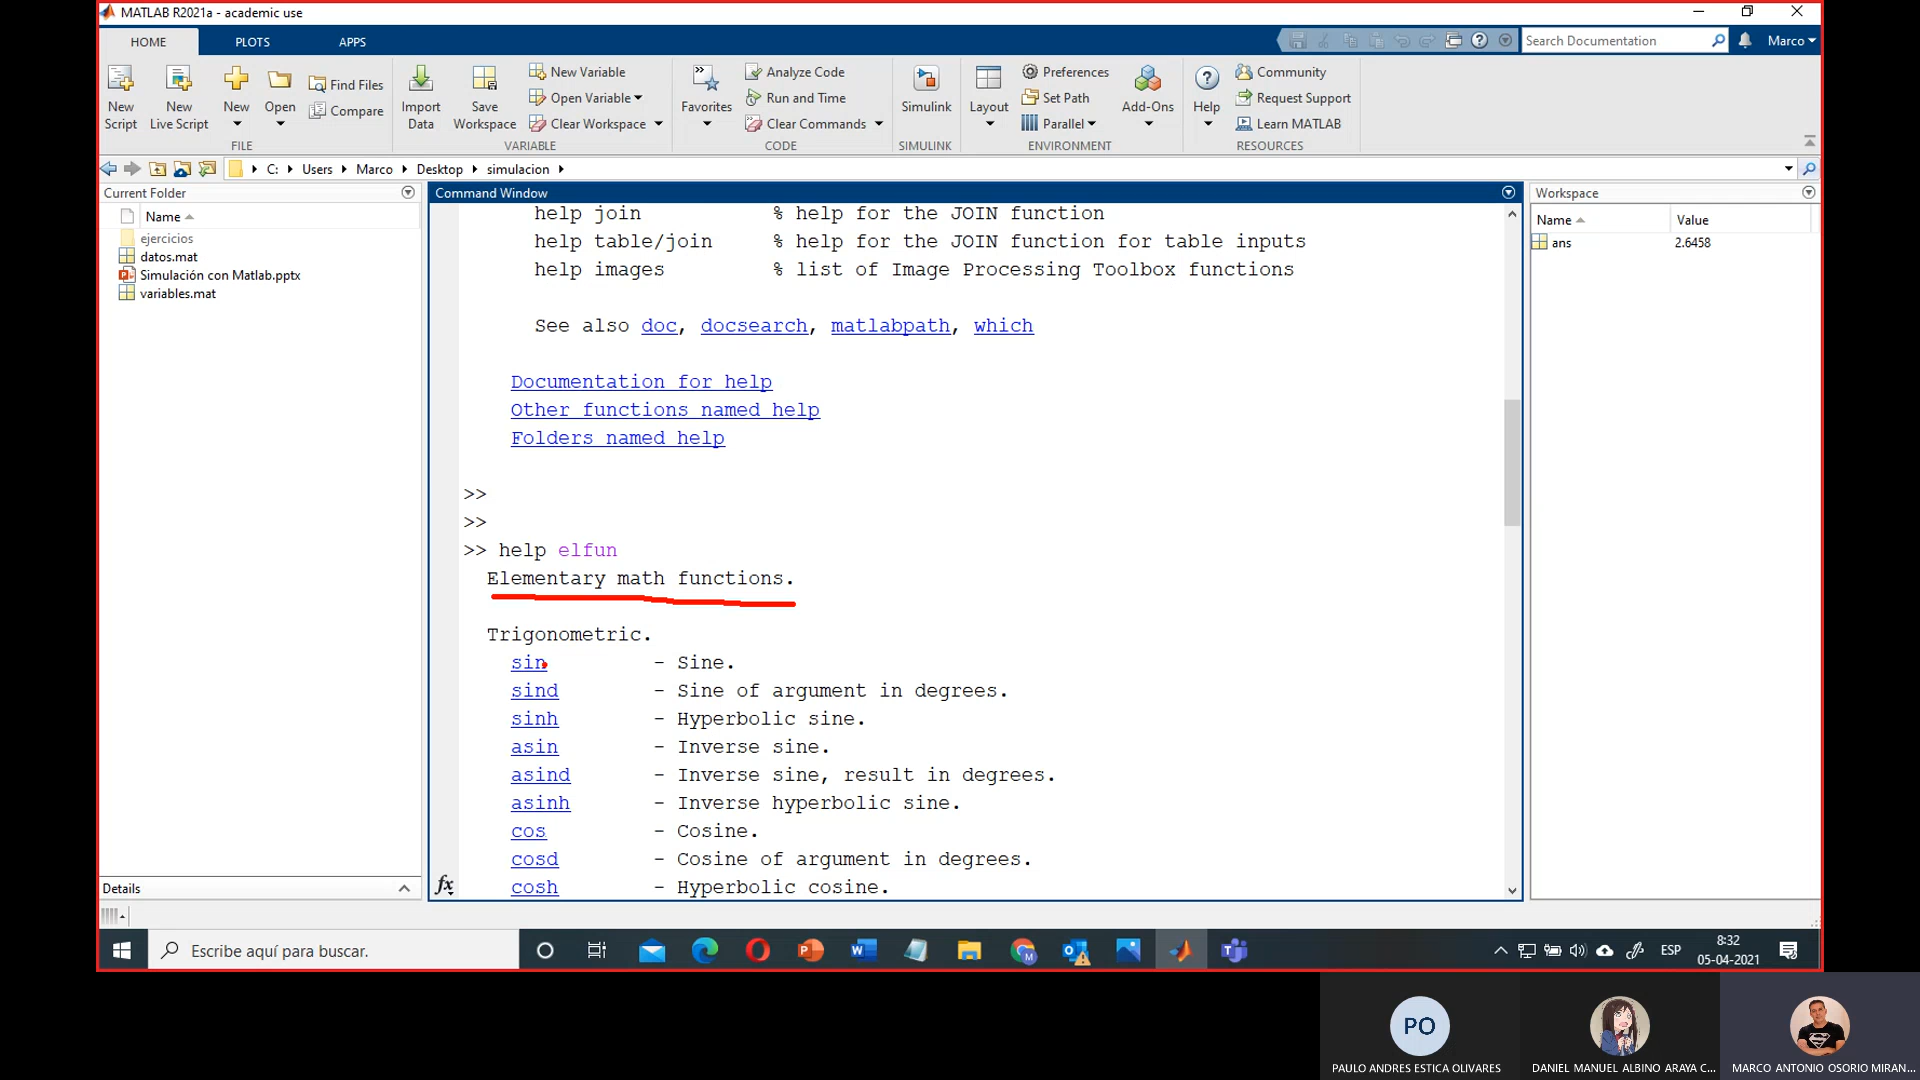 MATLAB R2021a - academic use
HOME PLOTS APPS
Search Documentation
Marco
New Script
New Live Script
New
Open
Find Files
Compare
FILE
Import Data
Save Workspace
New Variable
Open Variable
Clear Workspace
VARIABLE
Favorites
Analyze Code
Run and Time
Clear Commands
CODE
Simulink
SIMULINK
Layout
Preferences
Set Path
Parallel
Add-Ons
ENVIRONMENT
Help
Community
Request Support
Learn MATLAB
RESOURCES
C: Users Marco Desktop simulacion
Current Folder
Name
ejercicios
datos.mat
Simulación con Matlab.pptx
variables.mat
Details
Command Window
help join % help for the JOIN function
help table/join % help for the JOIN function for table inputs
help images % list of Image Processing Toolbox functions
See also doc, docsearch, matlabpath, which
Documentation for help
Other functions named help
Folders named help
>>
>>
>> help elfun
Elementary math functions.
Trigonometric.
sin - Sine.
sind - Sine of argument in degrees.
sinh - Hyperbolic sine.
asin - Inverse sine.
asind - Inverse sine, result in degrees.
asinh - Inverse hyperbolic sine.
cos - Cosine.
cosd - Cosine of argument in degrees.
cosh - Hyperbolic cosine.
fx
Workspace
Name Value
ans 2.6458
Escribe aquí para buscar.
ESP
8:32
05-04-2021
PO
PAULO ANDRES ESTICA OLIVARES
DANIEL MANUEL ALBINO ARAYA C...
MARCO ANTONIO OSORIO MIRAN...